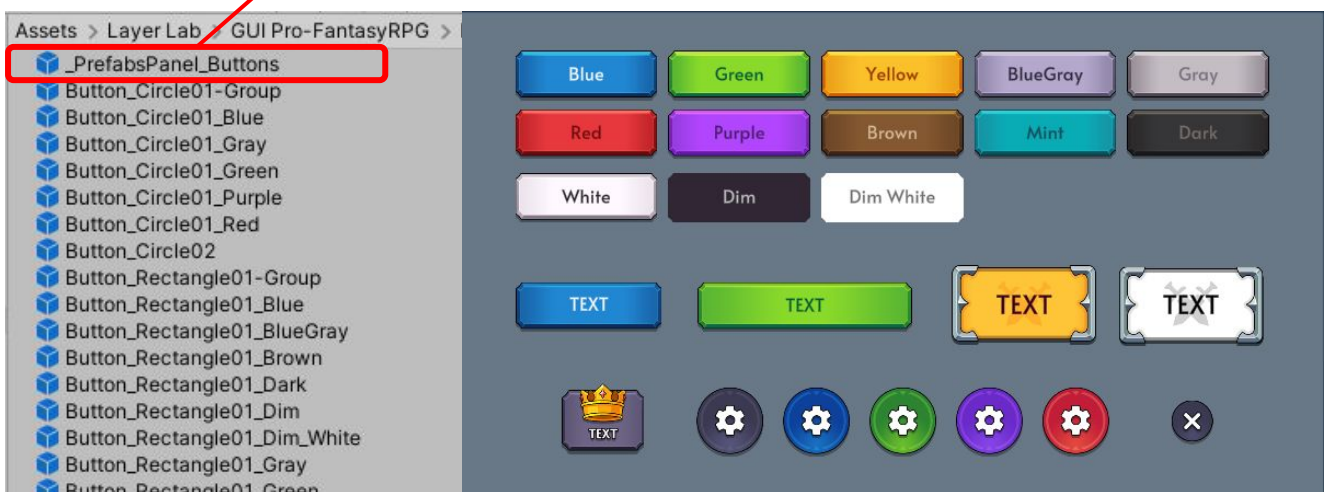 Assets > Layer Lab > GUI Pro-FantasyRPG >
_PrefabsPanel_Buttons
Button_Circle01-Group
Button_Circle01_Blue
Button_Circle01_Gray
Button_Circle01_Green
Button_Circle01_Purple
Button_Circle01_Red
Button_Circle02
Button_Rectangle01-Group
Button_Rectangle01_Blue
Button_Rectangle01_BlueGray
Button_Rectangle01_Brown
Button_Rectangle01_Dark
Button_Rectangle01_Dim
Button_Rectangle01_Dim_White
Button_Rectangle01_Gray
Button_Rectangle01_Green
Blue Green Yellow BlueGray Gray
Red Purple Brown Mint Dark
White Dim Dim White
TEXT TEXT TEXT TEXT
TEXT